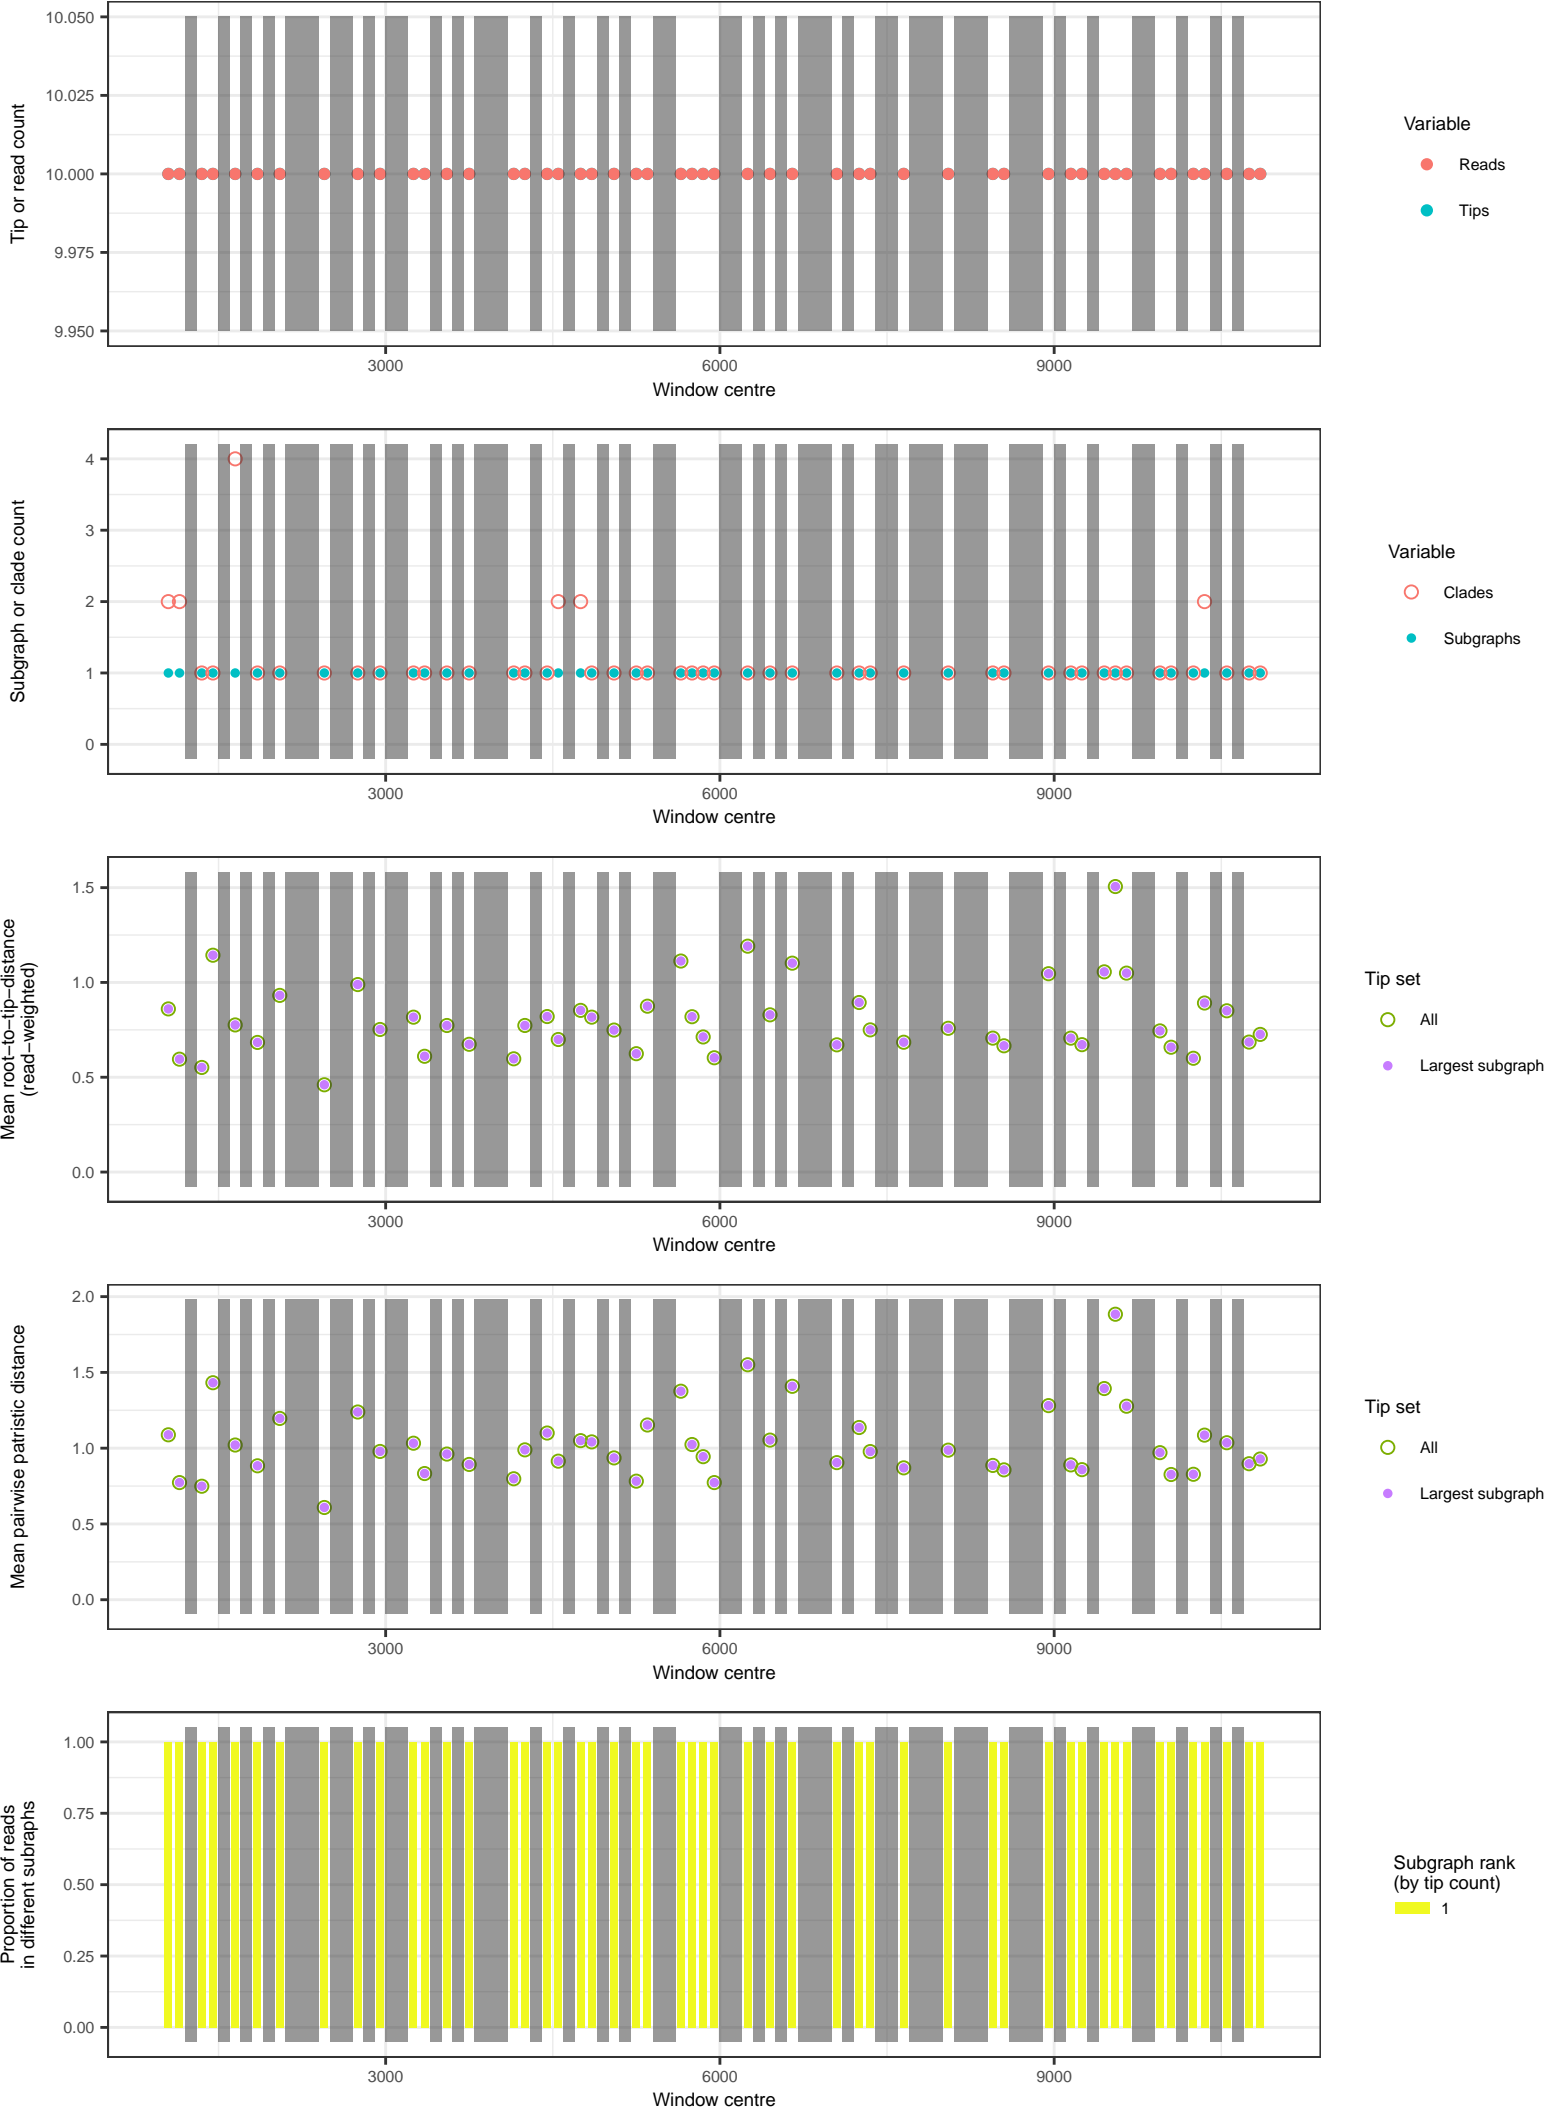 10.050
10.025
10.000
9.975
9.950
Tip or read count
3000
6000
9000
Window centre
Variable
Reads
Tips
4
3
2
1
0
Subgraph or clade count
3000
6000
9000
Window centre
Variable
Clades
Subgraphs
1.5
1.0
0.5
0.0
Mean root−to−tip−distance
(read−weighted)
3000
6000
9000
Window centre
Tip set
All
Largest subgraph
2.0
1.5
1.0
0.5
0.0
Mean pairwise patristic distance
3000
6000
9000
Window centre
Tip set
All
Largest subgraph
1.00
0.75
0.50
0.25
0.00
Proportion of reads
in different subraphs
3000
6000
9000
Window centre
Subgraph rank
(by tip count)
1